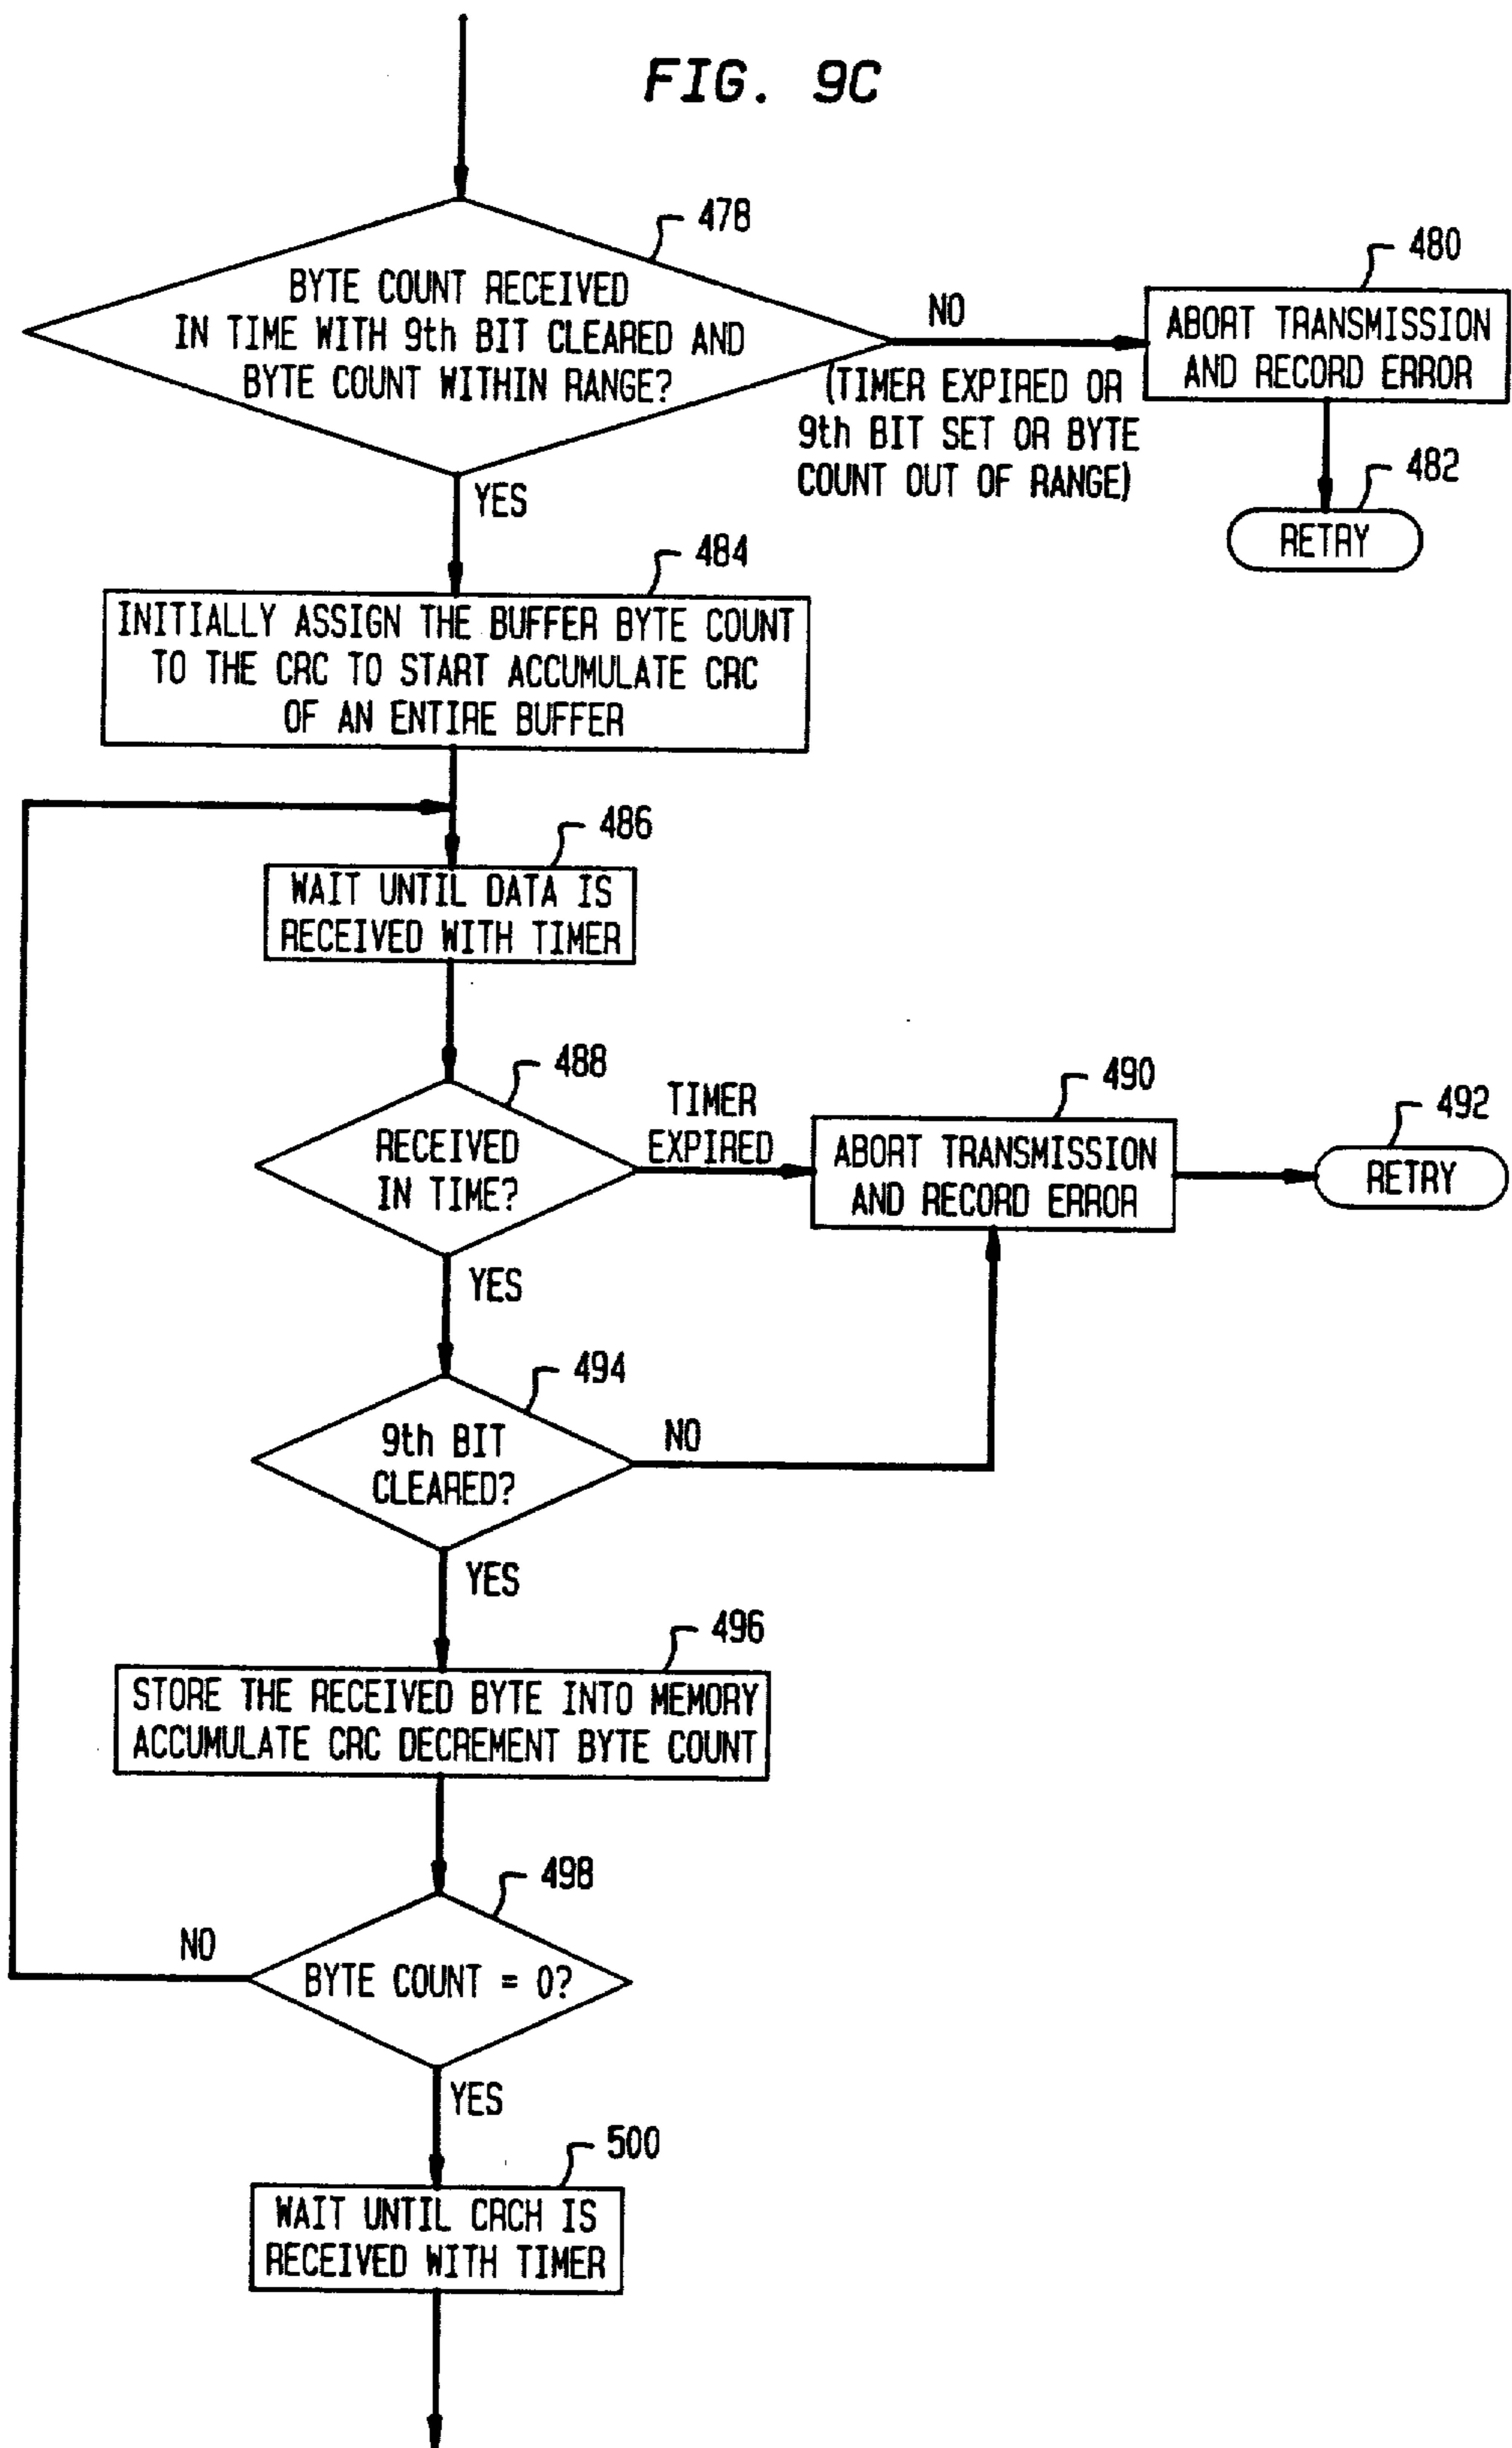 FIG. 9C
478
BYTE COUNT RECEIVED
IN TIME WITH 9th BIT CLEARED AND
BYTE COUNT WITHIN RANGE?
NO
(TIMER EXPIRED OR
9th BIT SET OR BYTE
COUNT OUT OF RANGE)
480
ABORT TRANSMISSION
AND RECORD ERROR
482
RETRY
YES
484
INITIALLY ASSIGN THE BUFFER BYTE COUNT
TO THE CRC TO START ACCUMULATE CRC
OF AN ENTIRE BUFFER
486
WAIT UNTIL DATA IS
RECEIVED WITH TIMER
488
RECEIVED
IN TIME?
TIMER
EXPIRED
490
ABORT TRANSMISSION
AND RECORD ERROR
492
RETRY
YES
494
9th BIT
CLEARED?
NO
YES
496
STORE THE RECEIVED BYTE INTO MEMORY
ACCUMULATE CRC DECREMENT BYTE COUNT
498
NO
BYTE COUNT = 0?
YES
500
WAIT UNTIL CRCH IS
RECEIVED WITH TIMER